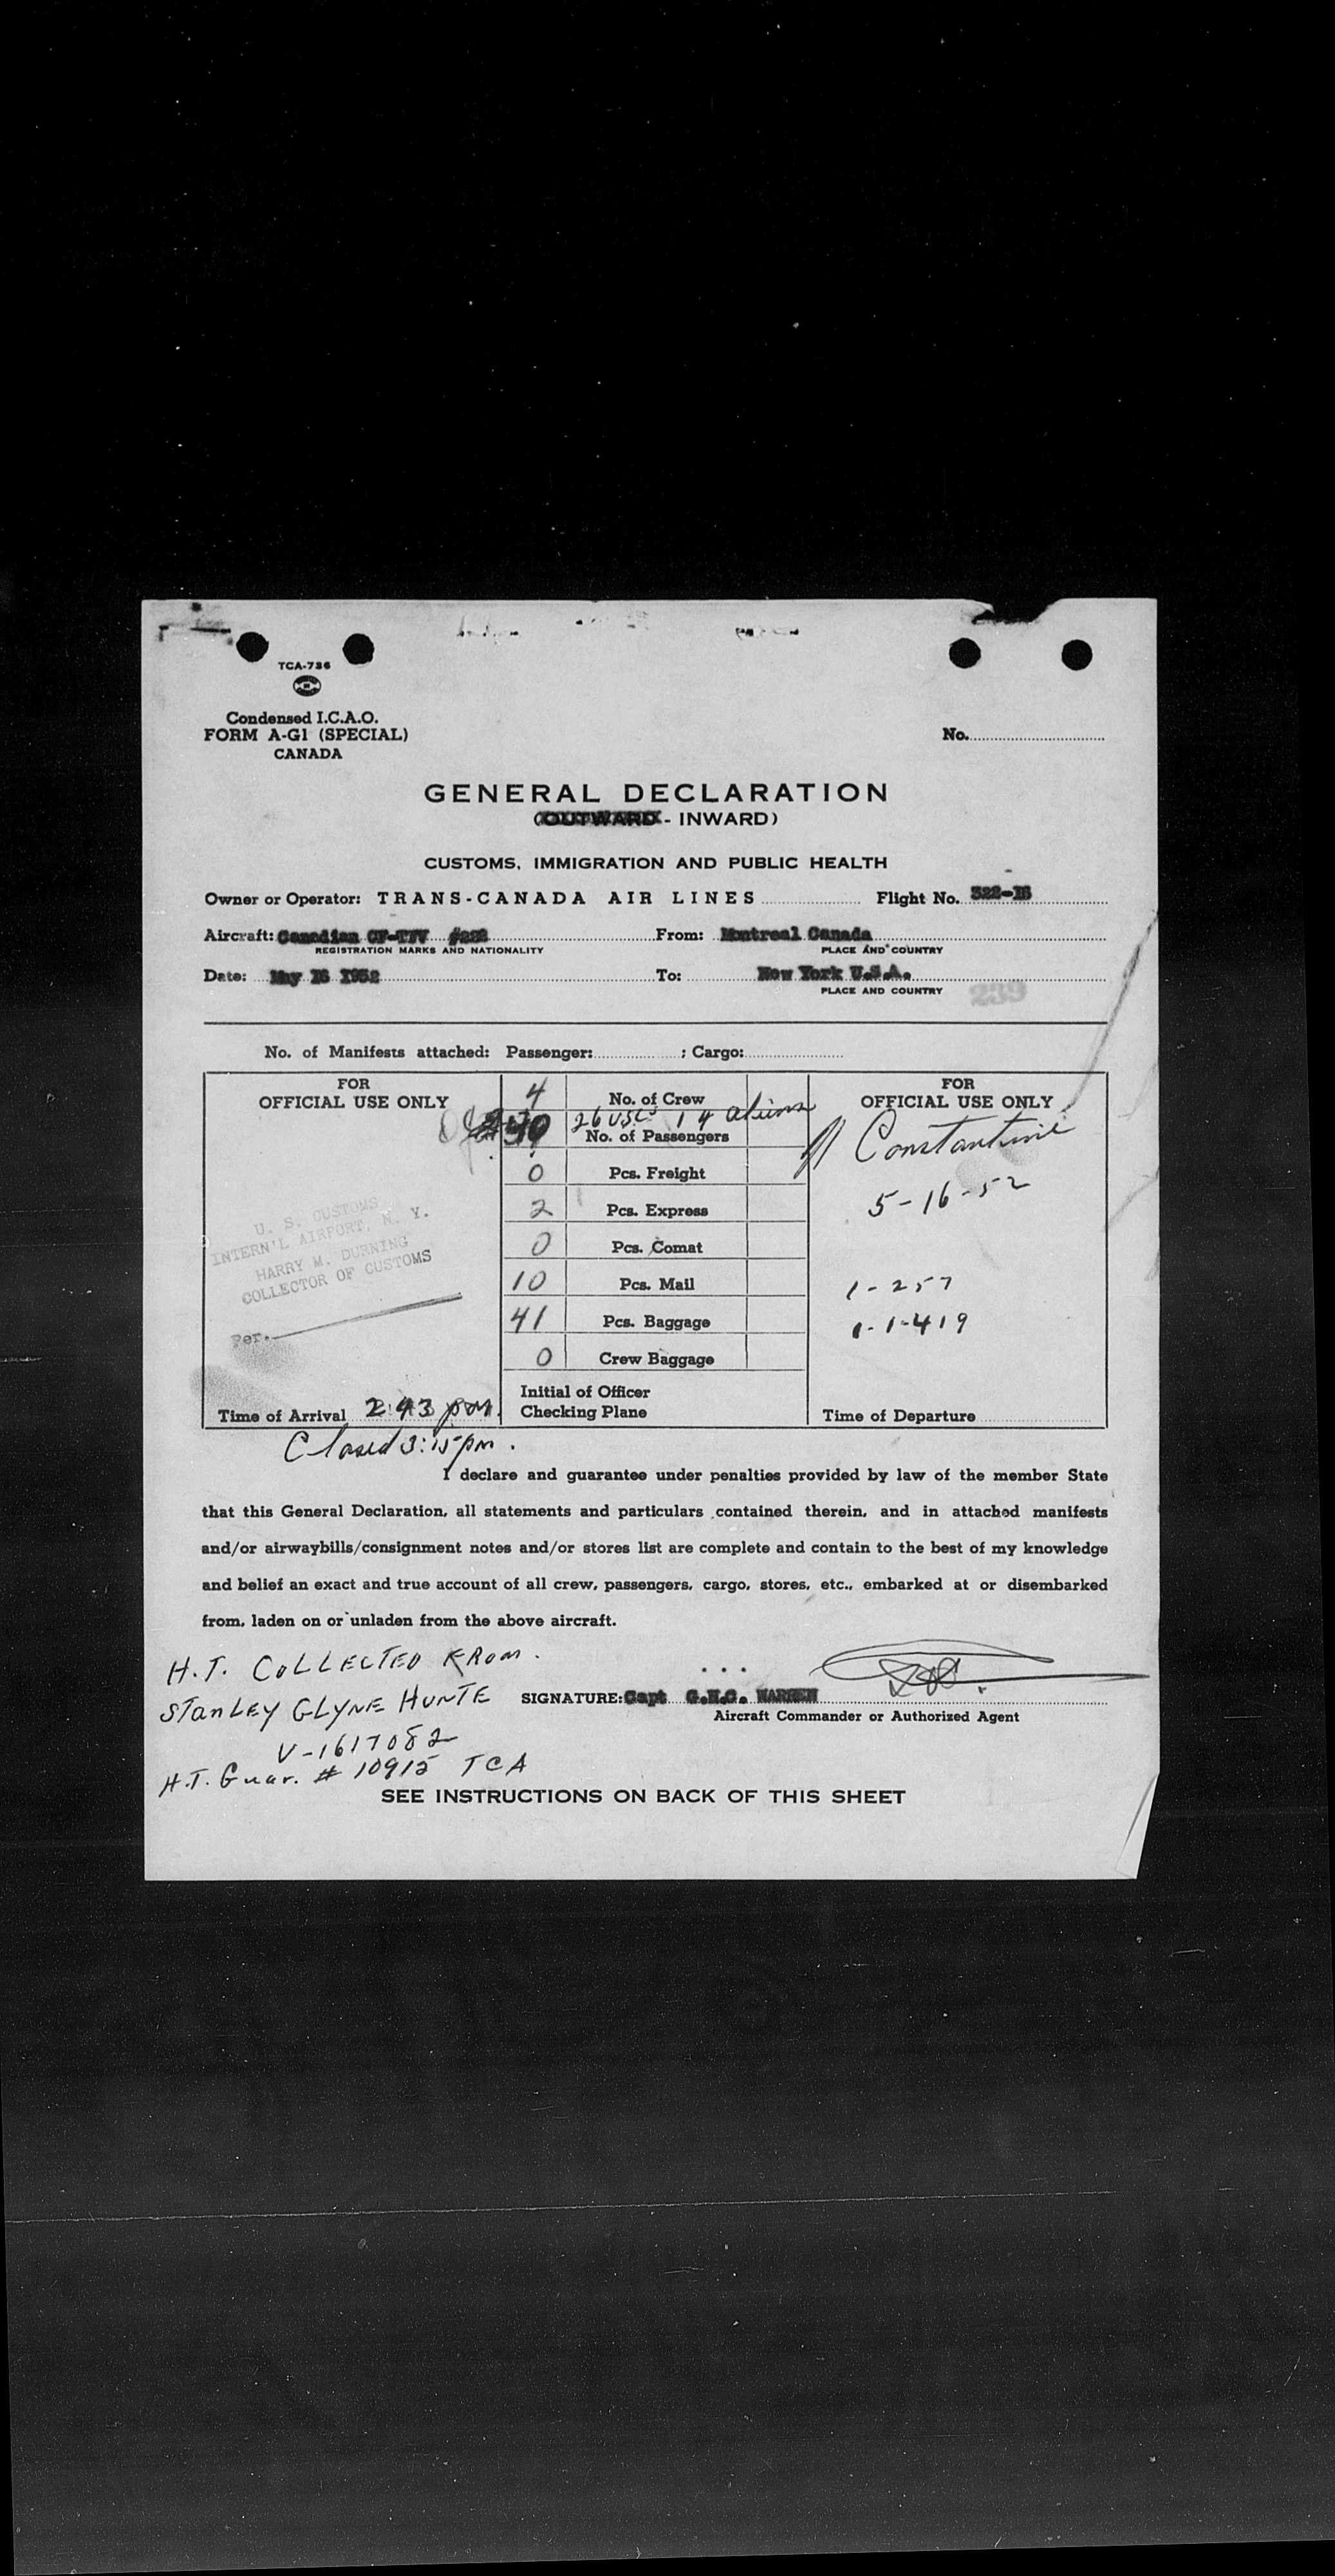 TCA-736
Condensed I.C.A.O.
FORM A-G1 (SPECIAL)
CANADA
No.
GENERAL DECLARATION
(OUTWARD - INWARD)
CUSTOMS, IMMIGRATION AND PUBLIC HEALTH
Owner or Operator: TRANS-CANADA AIR LINES Flight No. 322-16
Aircraft: Canadian CF- #222 From: Montreal Canada
REGISTRATION MARKS AND NATIONALITY PLACE AND COUNTRY
Date: May 16 1952 To: New York U.S.A.
PLACE AND COUNTRY
239
No. of Manifests attached: Passenger: ; Cargo:
FOR
OFFICIAL USE ONLY
U. S. CUSTOMS
INTERN'L AIRPORT, N. Y.
HARRY M. DURNING
COLLECTOR OF CUSTOMS
Per.
Time of Arrival 2:43 pm.
Closed 3:15 pm.
4 No. of Crew
26 USCs 14 aliens
40 No. of Passengers
0 Pcs. Freight
2 Pcs. Express
0 Pcs. Comat
10 Pcs. Mail
41 Pcs. Baggage
0 Crew Baggage
Initial of Officer
Checking Plane
FOR
OFFICIAL USE ONLY
Constantine
5-16-52
1-257
1-1-419
Time of Departure
I declare and guarantee under penalties provided by law of the member State
that this General Declaration, all statements and particulars contained therein, and in attached manifests
and/or airwaybills/consignment notes and/or stores list are complete and contain to the best of my knowledge
and belief an exact and true account of all crew, passengers, cargo, stores, etc., embarked at or disembarked
from, laden on or unladen from the above aircraft.
H.T. COLLECTED FROM.
STanLEY GLYNE HUNTE
V-1617082
H.T. Guar. # 10915 TCA
SIGNATURE: Capt G.H.G. WARREN
Aircraft Commander or Authorized Agent
SEE INSTRUCTIONS ON BACK OF THIS SHEET